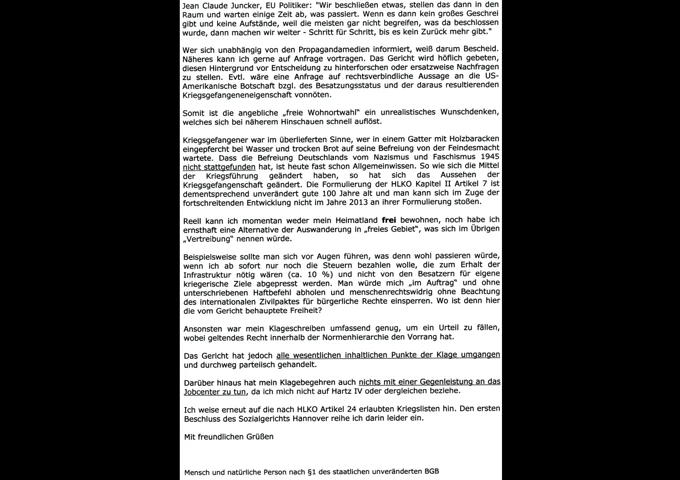 Jean Claude Juncker, EU Politiker: "Wir beschließen etwas, stellen das dann in den
Raum und warten einige Zeit ab, was passiert. Wenn es dann kein großes Geschrei
gibt und keine Aufstände, weil die meisten gar nicht begreifen, was da beschlossen
wurde, dann machen wir weiter - Schritt für Schritt, bis es kein Zurück mehr gibt."
Wer sich unabhängig von den Propagandamedien informiert, weiß darum Bescheid.
Näheres kann ich gerne auf Anfrage vortragen. Das Gericht wird höflich gebeten,
diesen Hintergrund vor Entscheidung zu hinterforschen oder ersatzweise Nachfragen
zu stellen. Evtl. wäre eine Anfrage auf rechtsverbindliche Aussage an die US-
Amerikanische Botschaft bzgl. des Besatzungsstatus und der daraus resultierenden
Kriegsgefangeneneigenschaft vonnöten.
Somit ist die angebliche „freie Wohnortwahl" ein unrealistisches Wunschdenken,
welches sich bei näherem Hinschauen schnell auflöst.
Kriegsgefangener war im überlieferten Sinne, wer in einem Gatter mit Holzbaracken
eingepfercht bei Wasser und trocken Brot auf seine Befreiung von der Feindesmacht
wartete. Dass die Befreiung Deutschlands vom Nazismus und Faschismus 1945
nicht stattgefunden hat, ist heute fast schon Allgemeinwissen. So wie sich die Mittel
der Kriegsführung geändert haben, so hat sich das Aussehen der
Kriegsgefangenschaft geändert. Die Formulierung der HLKO Kapitel II Artikel 7 ist
dementsprechend unverändert gute 100 Jahre alt und man kann sich im Zuge der
fortschreitenden Entwicklung nicht im Jahre 2013 an ihrer Formulierung stoßen.
Reell kann ich momentan weder mein Heimatland frei bewohnen, noch habe ich
ernsthaft eine Alternative der Auswanderung in „freies Gebiet", was sich im Übrigen
„Vertreibung" nennen würde.
Beispielsweise sollte man sich vor Augen führen, was denn wohl passieren würde,
wenn ich ab sofort nur noch die Steuern bezahlen wolle, die zum Erhalt der
Infrastruktur nötig wären (ca. 10 %) und nicht von den Besatzern für eigene
kriegerische Ziele abgepresst werden. Man würde mich „im Auftrag" und ohne
unterschriebenen Haftbefehl abholen und menschenrechtswidrig ohne Beachtung
des internationalen Zivilpaktes für bürgerliche Rechte einsperren. Wo ist denn hier
die vom Gericht behauptete Freiheit?
Ansonsten war mein Klageschreiben umfassend genug, um ein Urteil zu fällen,
wobei geltendes Recht innerhalb der Normenhierarchie den Vorrang hat.
Das Gericht hat jedoch alle wesentlichen inhaltlichen Punkte der Klage umgangen
und durchweg parteiisch gehandelt.
Darüber hinaus hat mein Klagebegehren auch nichts mit einer Gegenleistung an das
Jobcenter zu tun, da ich mich nicht auf Hartz IV oder dergleichen beziehe.
Ich weise erneut auf die nach HLKO Artikel 24 erlaubten Kriegslisten hin. Den ersten
Beschluss des Sozialgerichts Hannover reihe ich darin leider ein.
Mit freundlichen Grüßen
Mensch und natürliche Person nach §1 des staatlichen unveränderten BGB